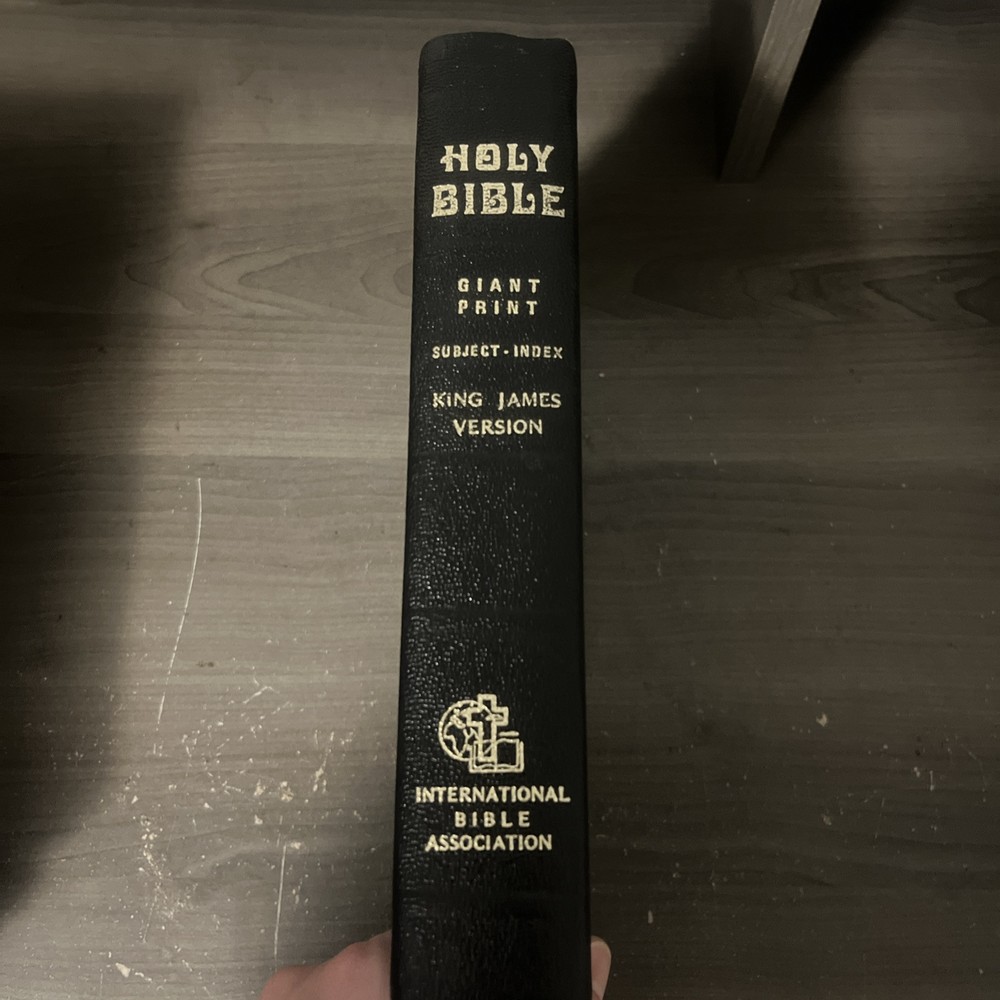 HOLY
BIBLE
GIANT
PRINT
SUBJECT-INDEX
KING JAMES
VERSION
INTERNATIONAL
BIBLE
ASSOCIATION